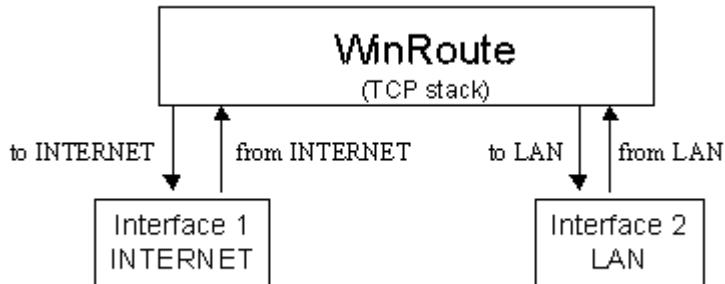 WinRoute
(TCP stack)
to INTERNET
from INTERNET
to LAN
from LAN
Interface 1
INTERNET
Interface 2
LAN